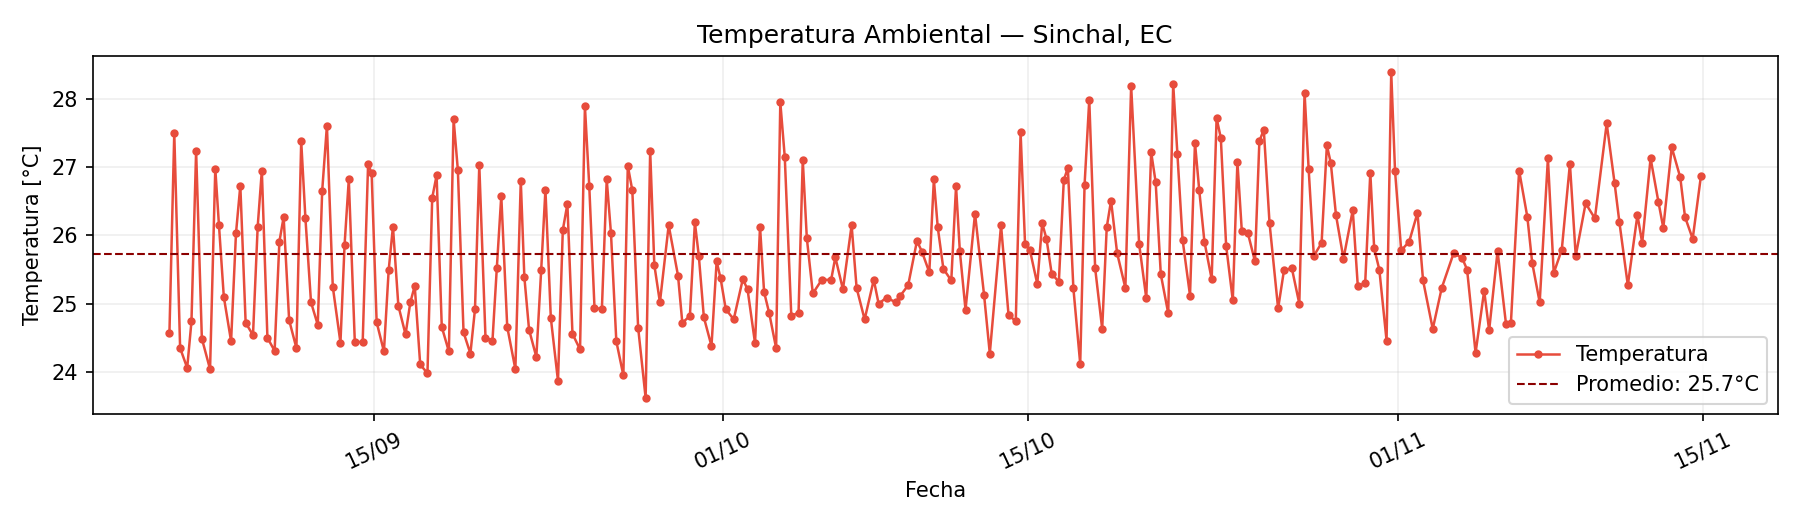 Temperatura Ambiental — Sinchal, EC
Temperatura [°C]
28
27
26
25
24
Temperatura
Promedio: 25.7°C
15/09
01/10
15/10
01/11
15/11
Fecha